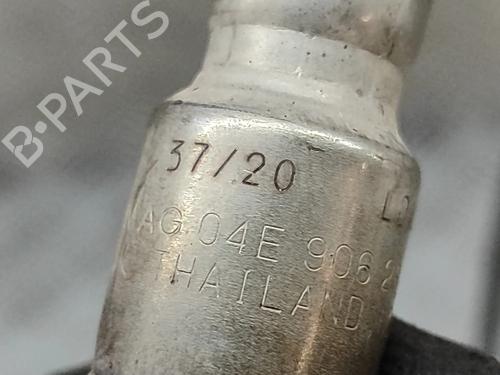 B-PARTS
37/20
AG 04E 906 2
THAILAND